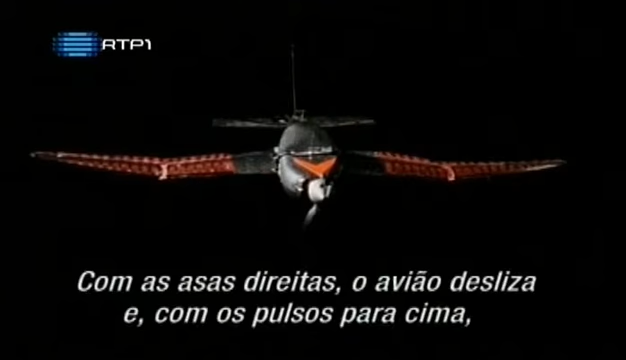 RTP1
Com as asas direitas, o avião desliza
e, com os pulsos para cima,